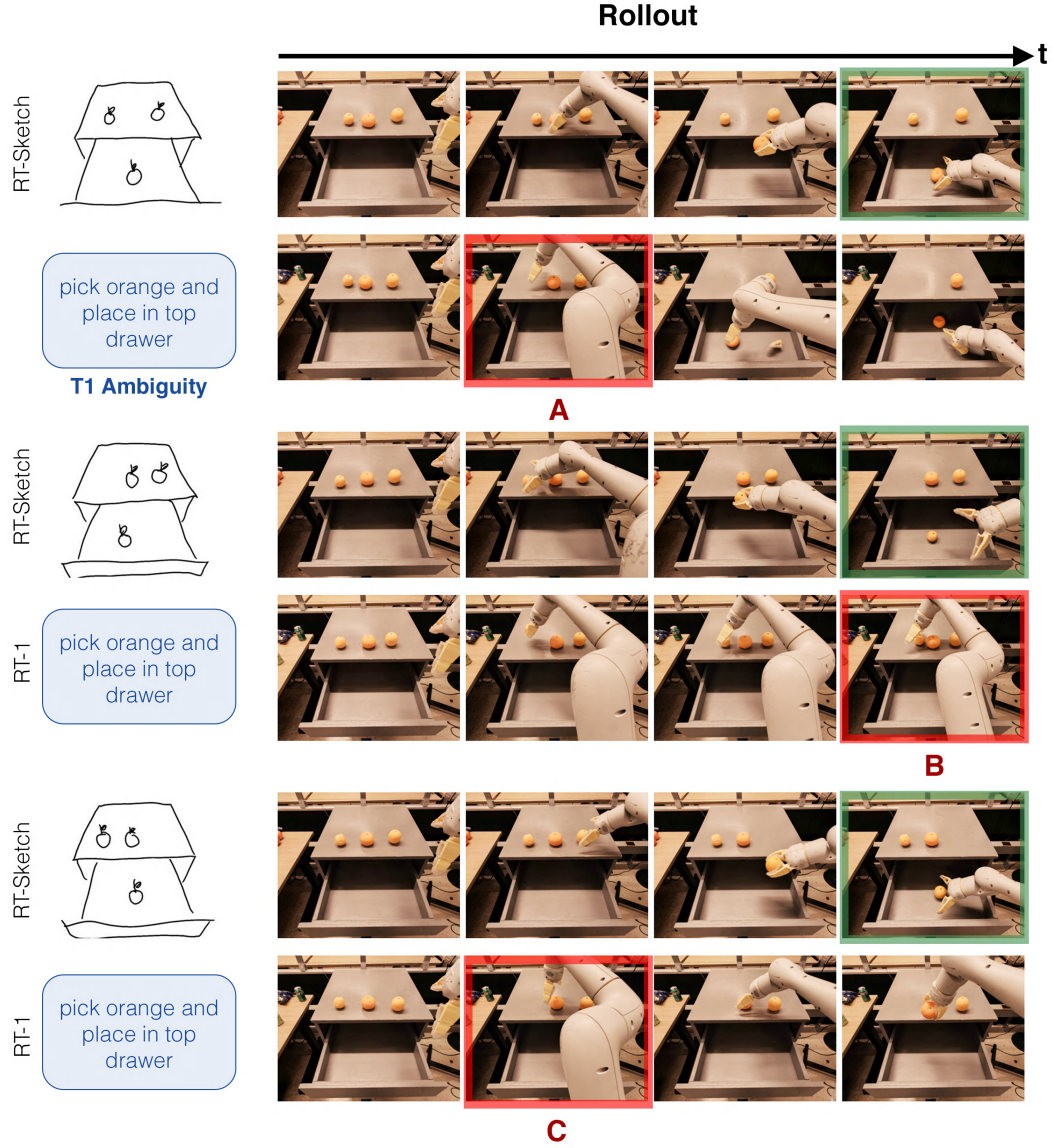 Rollout
t
RT-Sketch
pick orange and
place in top
drawer
T1 Ambiguity
A
RT-Sketch
RT-1
pick orange and
place in top
drawer
B
RT-Sketch
RT-1
pick orange and
place in top
drawer
C